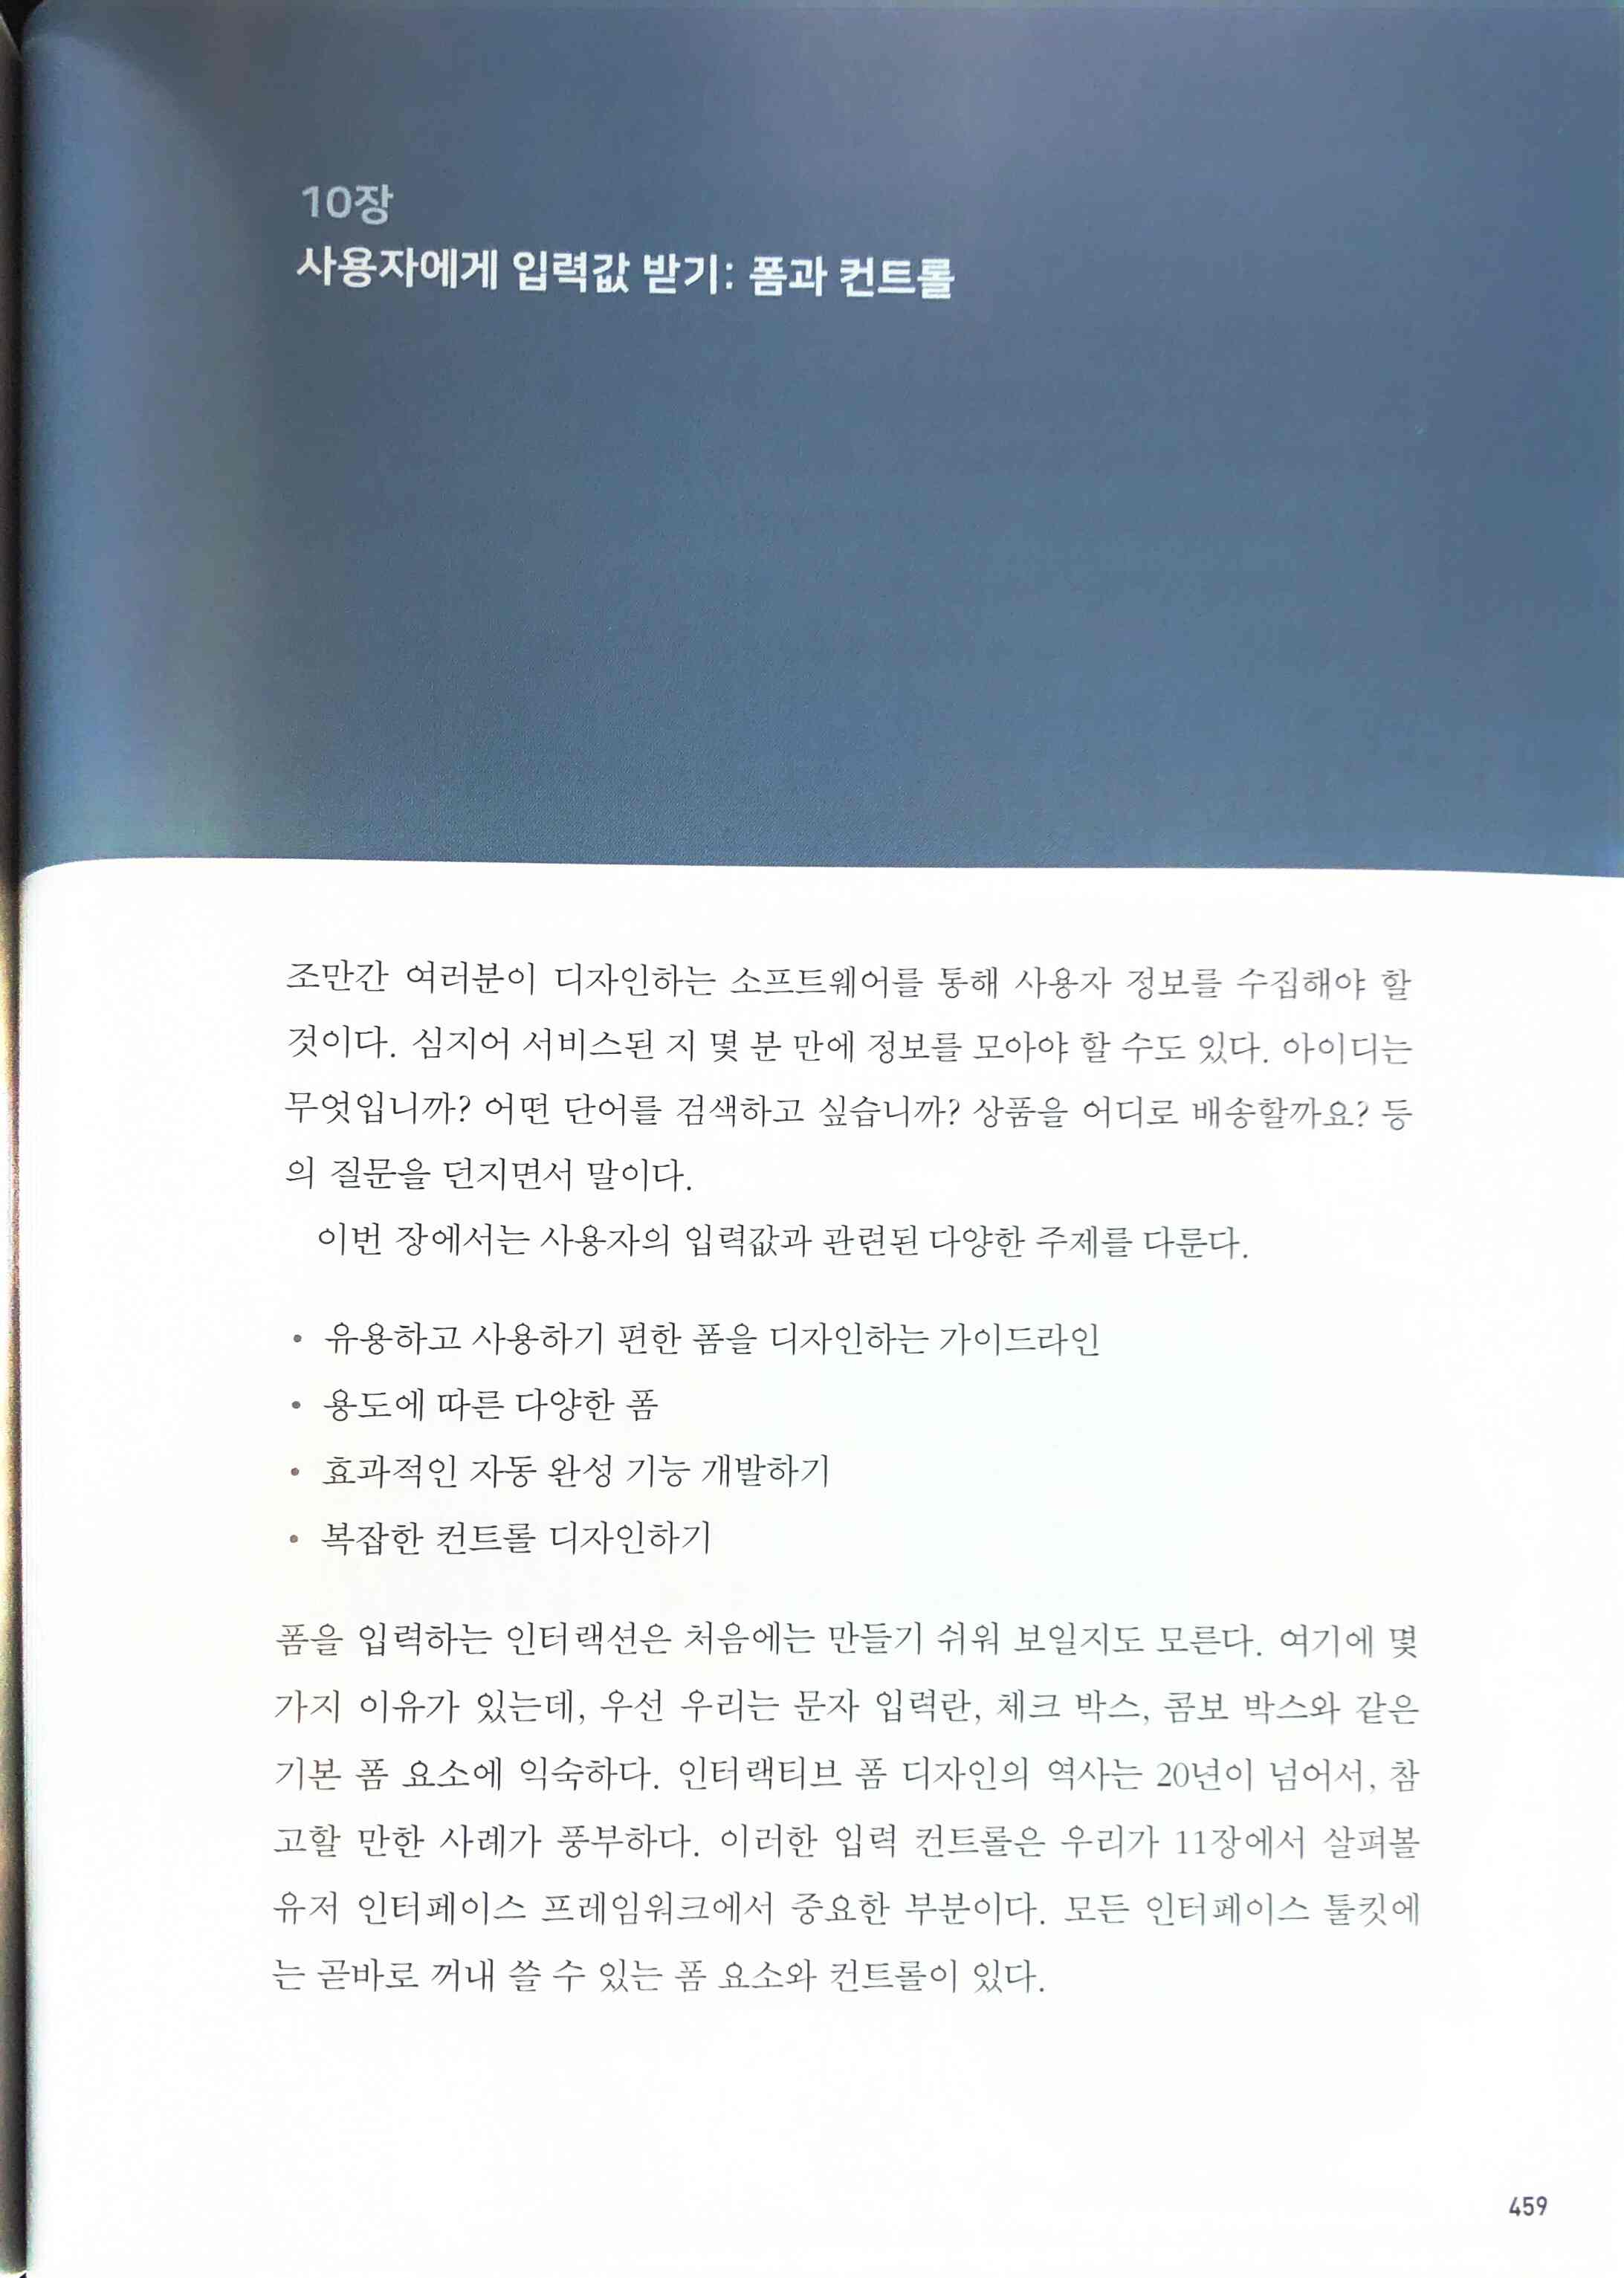 10장
사용자에게 입력값 받기: 폼과 컨트롤
조만간 여러분이 디자인하는 소프트웨어를 통해 사용자 정보를 수집해야 할
것이다. 심지어 서비스된 지 몇 분 만에 정보를 모아야 할 수도 있다. 아이디는
무엇입니까? 어떤 단어를 검색하고 싶습니까? 상품을 어디로 배송할까요? 등
의 질문을 던지면서 말이다.
이번 장에서는 사용자의 입력값과 관련된 다양한 주제를 다룬다.
• 유용하고 사용하기 편한 폼을 디자인하는 가이드라인
• 용도에 따른 다양한 폼
• 효과적인 자동 완성 기능 개발하기
• 복잡한 컨트롤 디자인하기
폼을 입력하는 인터랙션은 처음에는 만들기 쉬워 보일지도 모른다. 여기에 몇
가지 이유가 있는데, 우선 우리는 문자 입력란, 체크 박스, 콤보 박스와 같은
기본 폼 요소에 익숙하다. 인터랙티브 폼 디자인의 역사는 20년이 넘어서, 참
고할 만한 사례가 풍부하다. 이러한 입력 컨트롤은 우리가 11장에서 살펴볼
유저 인터페이스 프레임워크에서 중요한 부분이다. 모든 인터페이스 툴킷에
는 곧바로 꺼내 쓸 수 있는 폼 요소와 컨트롤이 있다.
459